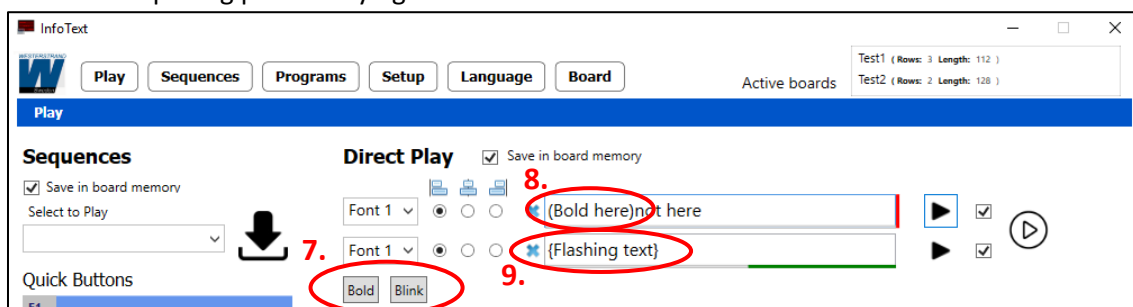 InfoText
Play Sequences Programs Setup Language Board
Active boards
Test1 ( Rows: 3 Length: 112 )
Test2 ( Rows: 2 Length: 128 )
Play
Sequences
Save in board memory
Select to Play
Quick Buttons
Direct Play Save in board memory
8.
Font 1 (Bold here)not here
7. Font 1 {Flashing text}
Bold Blink 9.